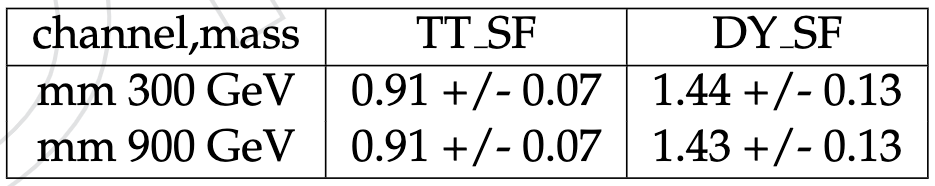 channel,mass TT_SF DY_SF
mm 300 GeV 0.91 +/- 0.07 1.44 +/- 0.13
mm 900 GeV 0.91 +/- 0.07 1.43 +/- 0.13